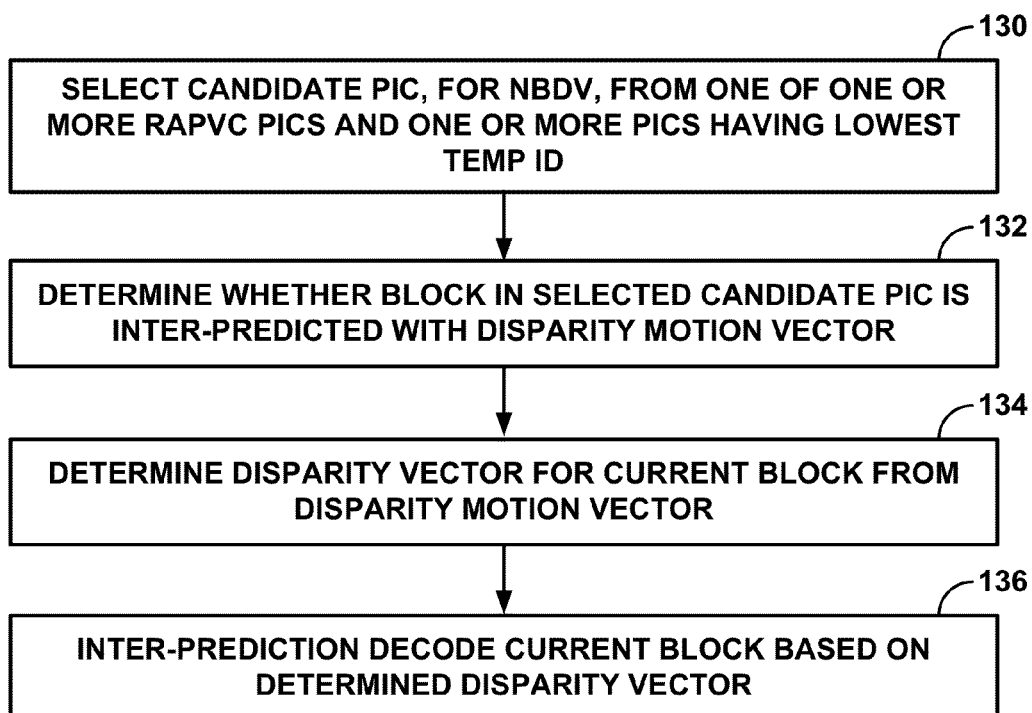 130
SELECT CANDIDATE PIC, FOR NBDV, FROM ONE OF ONE OR
MORE RAPVC PICS AND ONE OR MORE PICS HAVING LOWEST
TEMP ID
132
DETERMINE WHETHER BLOCK IN SELECTED CANDIDATE PIC IS
INTER-PREDICTED WITH DISPARITY MOTION VECTOR
134
DETERMINE DISPARITY VECTOR FOR CURRENT BLOCK FROM
DISPARITY MOTION VECTOR
136
INTER-PREDICTION DECODE CURRENT BLOCK BASED ON
DETERMINED DISPARITY VECTOR